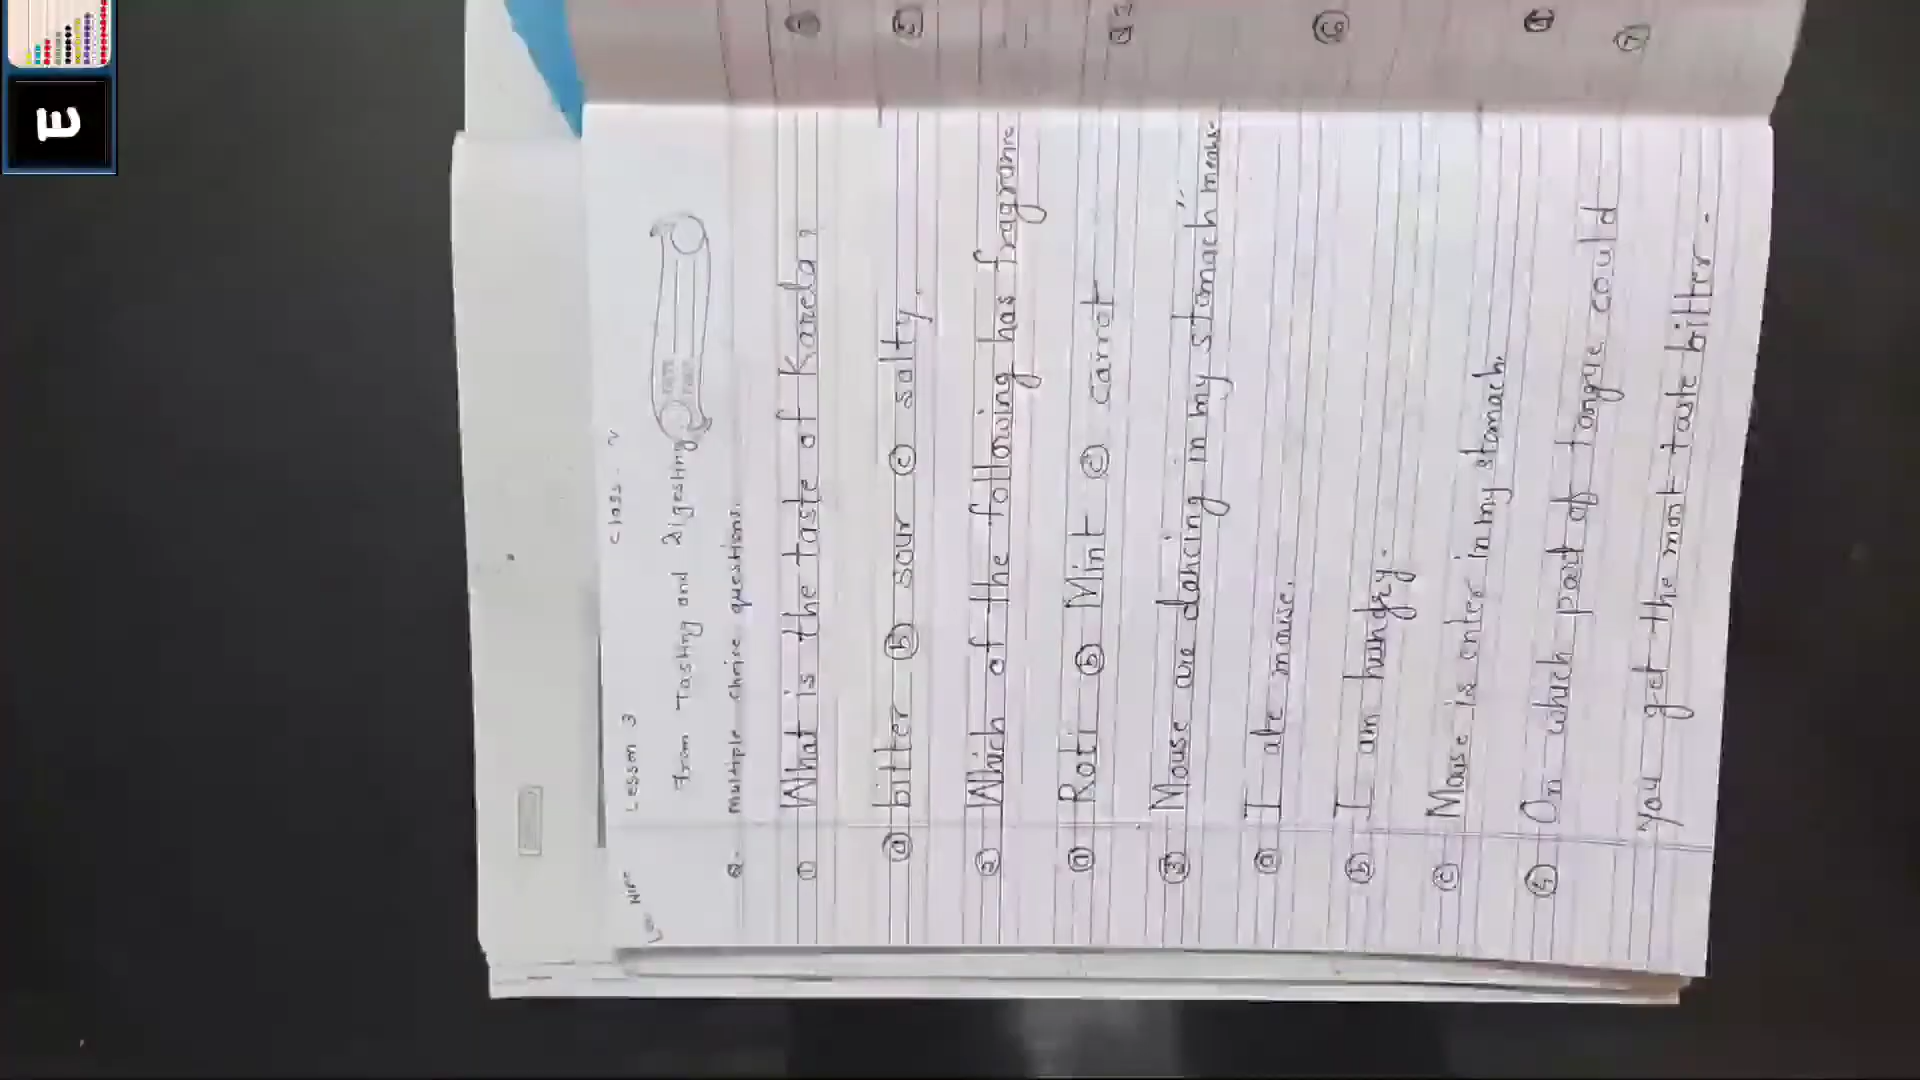 Lesson 3 Class - V
From Tasting and Digesting
Q. Multiple choice questions.
① What is the taste of Karela ?
ⓐ bitter ⓑ sour ⓒ salty.
② Which of the following has fragrance
ⓐ Roti ⓑ Mint ⓒ carrot
③ Mouse are dancing in my stomach" means
ⓐ I ate mouse.
ⓑ I am hungry.
ⓒ Mouse is enter in my stomach.
④ On which part of tongue could
you get the most taste bitter.